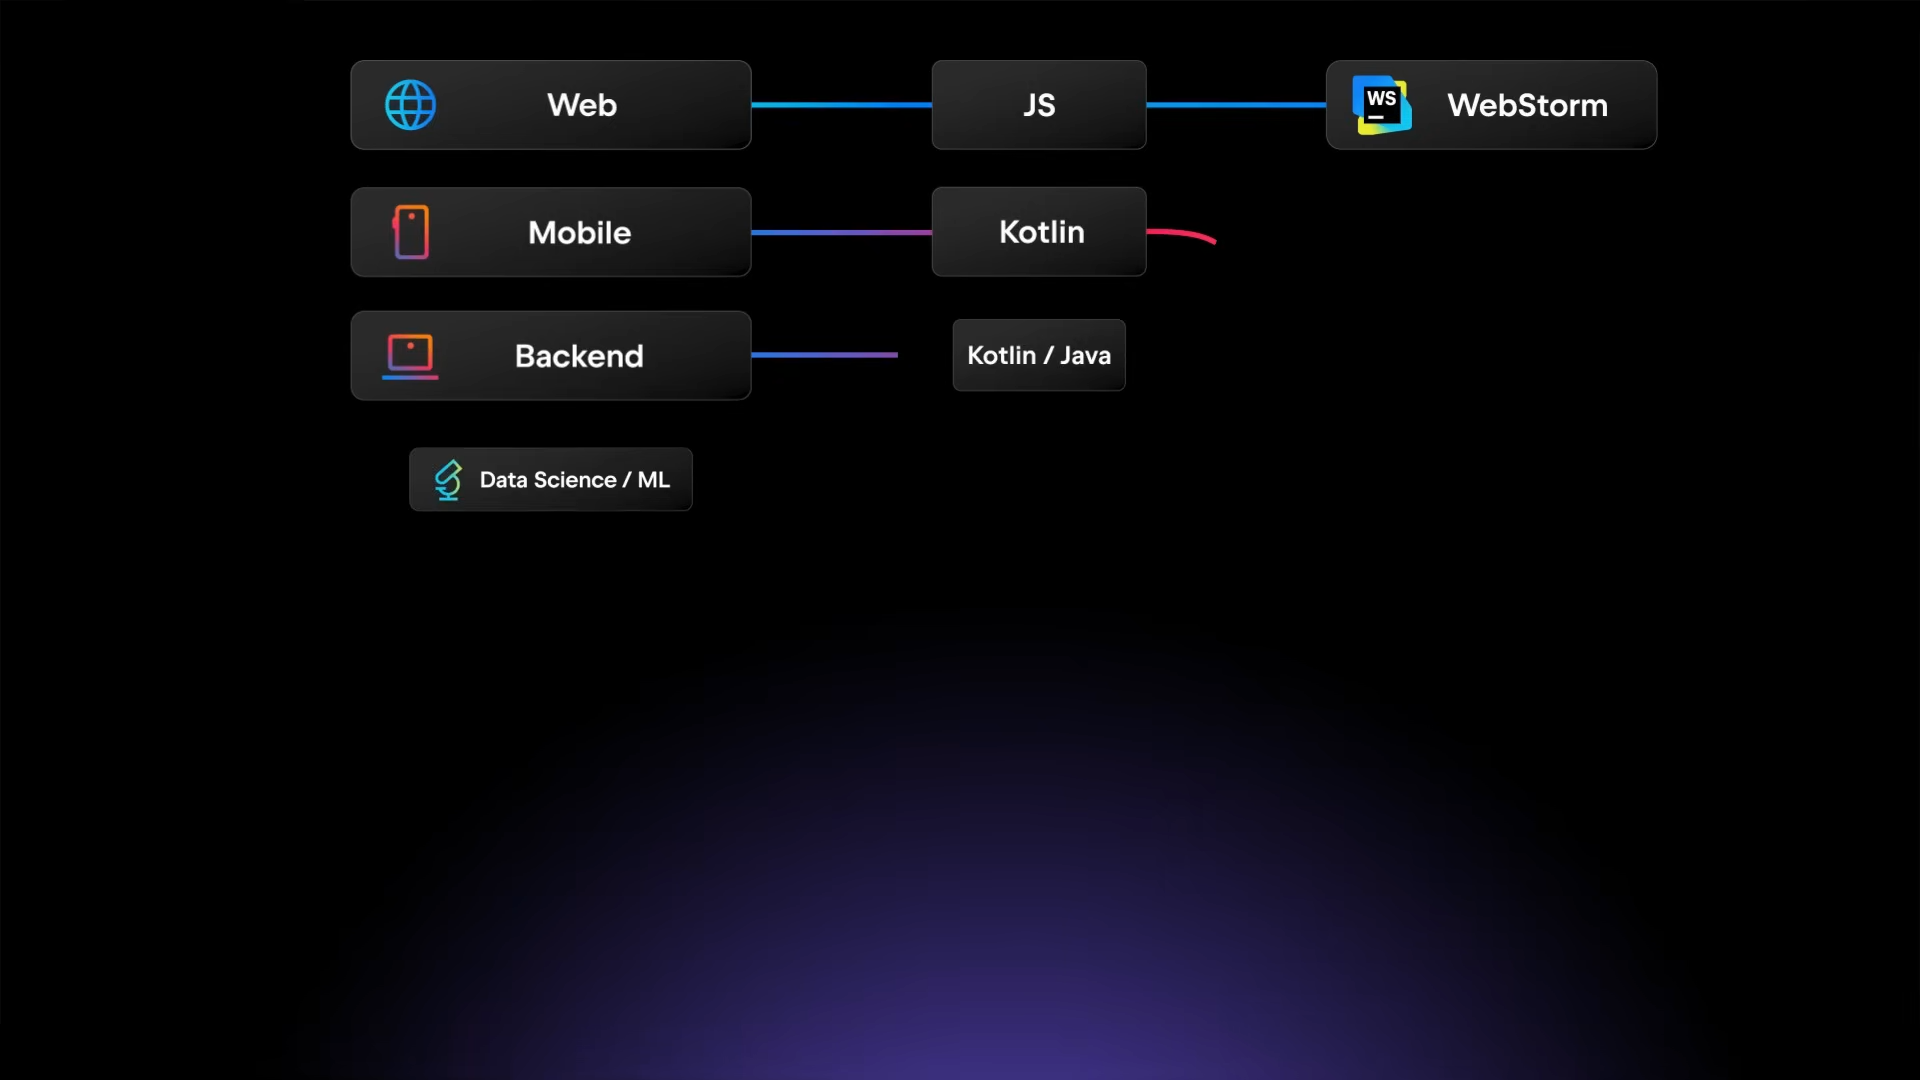 Web
JS
WS
WebStorm
Mobile
Kotlin
Backend
Kotlin / Java
Data Science / ML